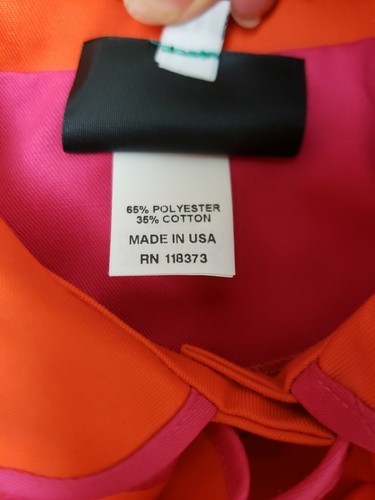 65% POLYESTER
35% COTTON
MADE IN USA
RN 118373